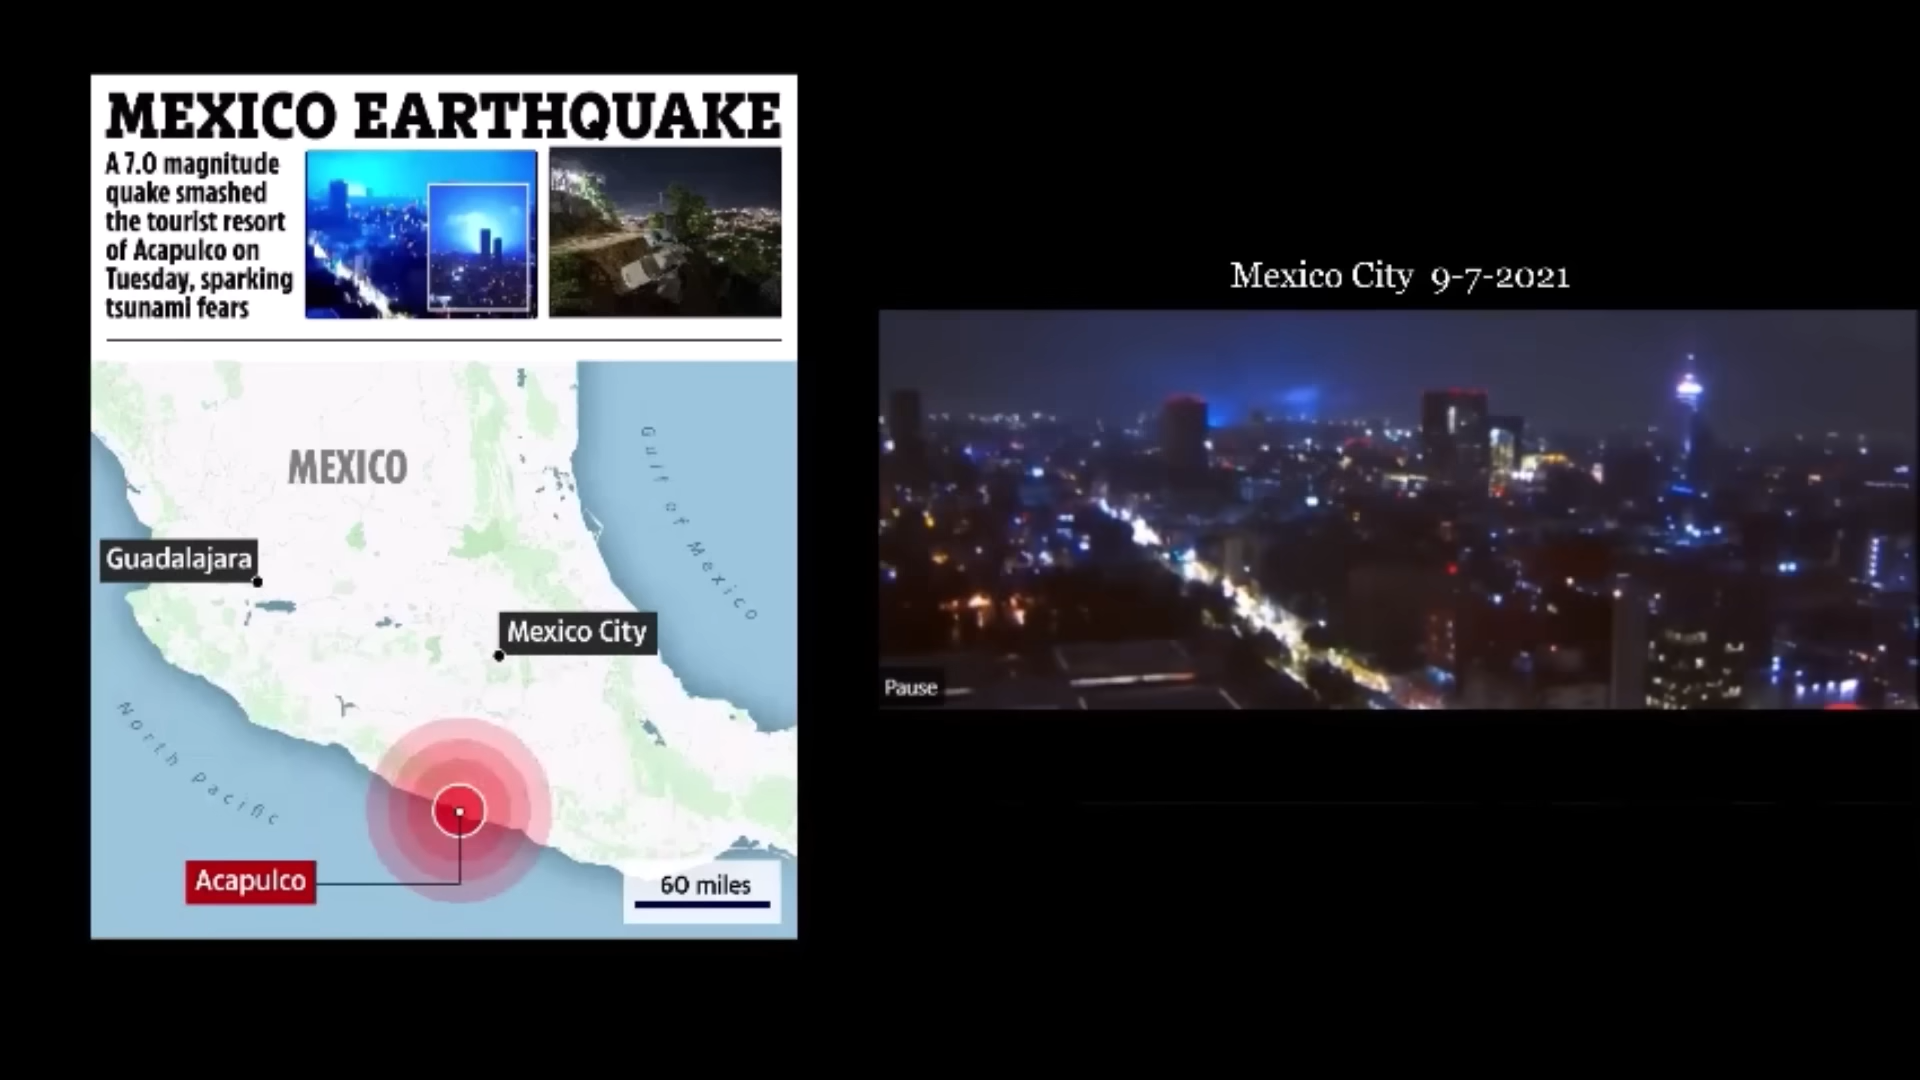 MEXICO EARTHQUAKE
A 7.0 magnitude
quake smashed
the tourist resort
of Acapulco on
Tuesday, sparking
tsunami fears
Mexico City 9-7-2021
Gulf of Mexico
MEXICO
Guadalajara
Mexico City
Pause
North Pacific
Acapulco
60 miles